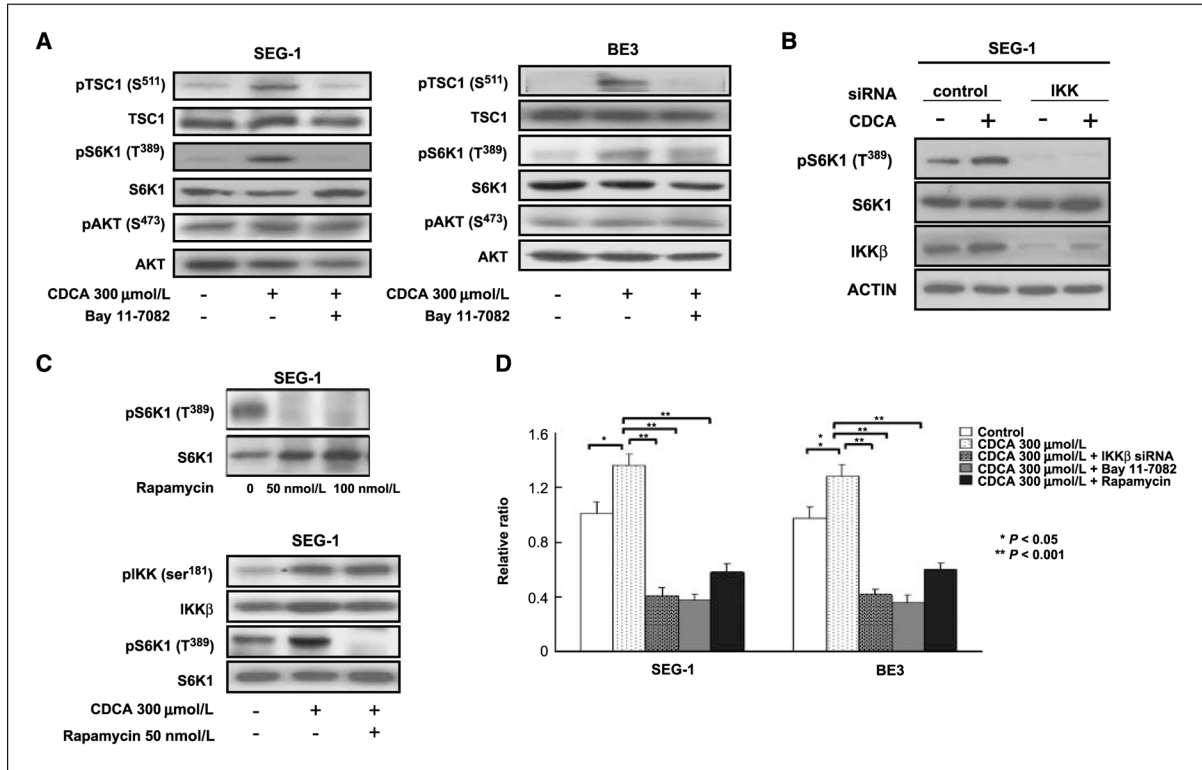 A
SEG-1
pTSC1 (S511)
TSC1
pS6K1 (T389)
S6K1
pAKT (S473)
AKT
CDCA 300 μmol/L - + +
Bay 11-7082 - - +
BE3
pTSC1 (S511)
TSC1
pS6K1 (T389)
S6K1
pAKT (S473)
AKT
CDCA 300 μmol/L - + +
Bay 11-7082 - - +
B
SEG-1
siRNA control IKK
CDCA - + - +
pS6K1 (T389)
S6K1
IKKβ
ACTIN
C
SEG-1
pS6K1 (T389)
S6K1
Rapamycin 0 50 nmol/L 100 nmol/L
SEG-1
pIKK (ser181)
IKKβ
pS6K1 (T389)
S6K1
CDCA 300 μmol/L - + +
Rapamycin 50 nmol/L - - +
D
Relative ratio
1.6
1.2
0.8
0.4
0
* ** ** **
* * ** ** **
SEG-1 BE3
Control
CDCA 300 μmol/L
CDCA 300 μmol/L + IKKβ siRNA
CDCA 300 μmol/L + Bay 11-7082
CDCA 300 μmol/L + Rapamycin
* P < 0.05
** P < 0.001